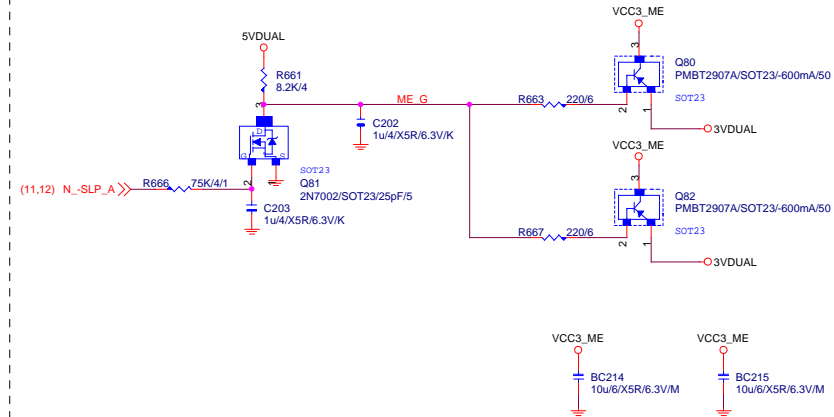 VCC3_ME
3
Q80
PMBT2907A/SOT23/-600mA/50
SOT23
2
1
3VDUAL
5VDUAL
R661
8.2K/4
3
ME_G
R663
220/6
C202
1u/4/X5R/6.3V/K
D
G
S
SOT23
Q81
2N7002/SOT23/25pF/5
2
1
(11,12) N_-SLP_A
R666
75K/4/1
C203
1u/4/X5R/6.3V/K
VCC3_ME
3
Q82
PMBT2907A/SOT23/-600mA/50
SOT23
R667
220/6
2
1
3VDUAL
VCC3_ME
VCC3_ME
BC214
10u/6/X5R/6.3V/M
BC215
10u/6/X5R/6.3V/M